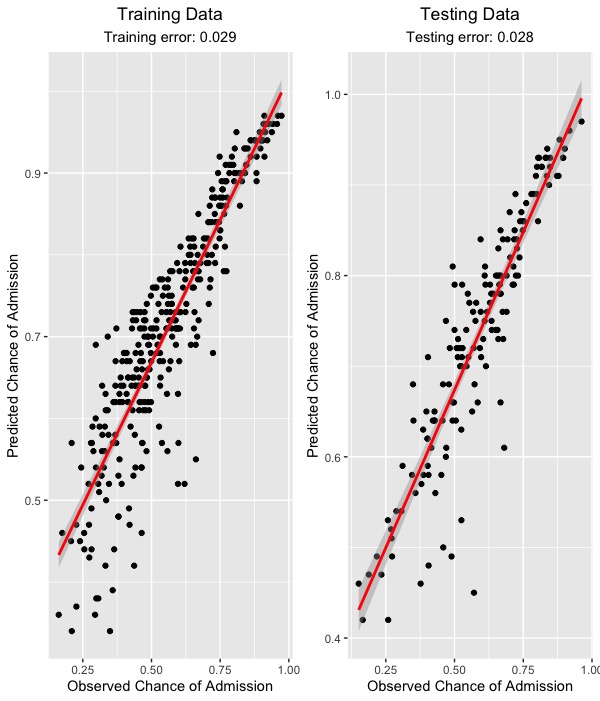 Training Data
Training error: 0.029
Predicted Chance of Admission
0.9
0.7
0.5
0.25 0.50 0.75 1.00
Observed Chance of Admission
Testing Data
Testing error: 0.028
Predicted Chance of Admission
1.0
0.8
0.6
0.4
0.25 0.50 0.75 1.00
Observed Chance of Admission